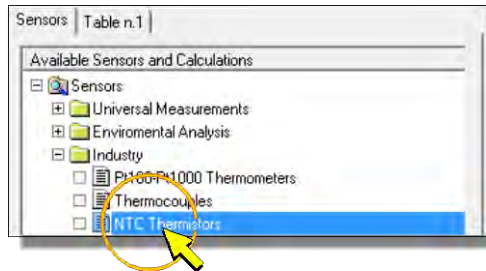 Sensors Table n.1
Available Sensors and Calculations
Sensors
Universal Measurements
Enviromental Analysis
Industry
Pt100-Pt1000 Thermometers
Thermocouples
NTC Thermistors